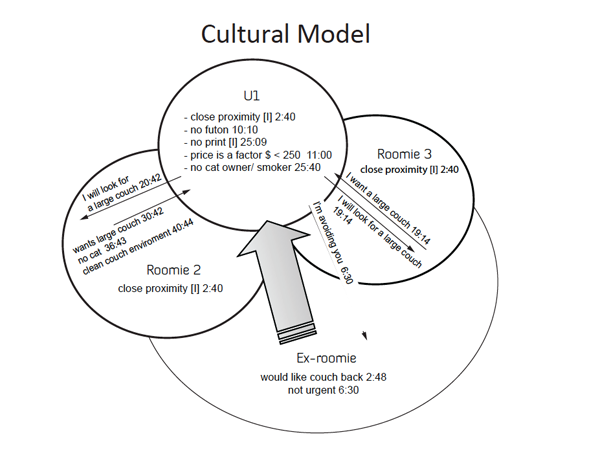 Cultural Model
U1
- close proximity [I] 2:40
- no futon 10:10
- no print [I] 25:09
- price is a factor $ < 250 11:00
- no cat owner/ smoker 25:40
Roomie 3
close proximity [I] 2:40
I will look for
a large couch 20:42
wants large couch 30:42
no cat 36:43
clean couch enviroment 40:44
I want a large couch 19:14
I will look for a large couch
19:14
I'm avoiding you 6:30
Roomie 2
close proximity [I] 2:40
Ex-roomie
would like couch back 2:48
not urgent 6:30